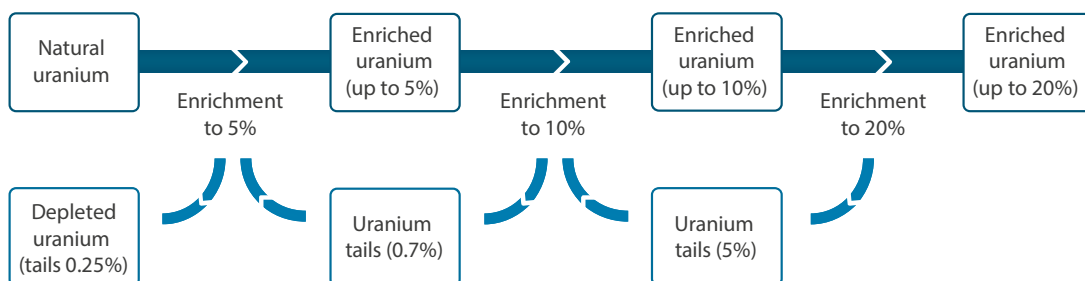 Natural
uranium
Enriched
uranium
(up to 5%)
Enriched
uranium
(up to 10%)
Enriched
uranium
(up to 20%)
Enrichment
to 5%
Enrichment
to 10%
Enrichment
to 20%
Depleted
uranium
(tails 0.25%)
Uranium
tails (0.7%)
Uranium
tails (5%)